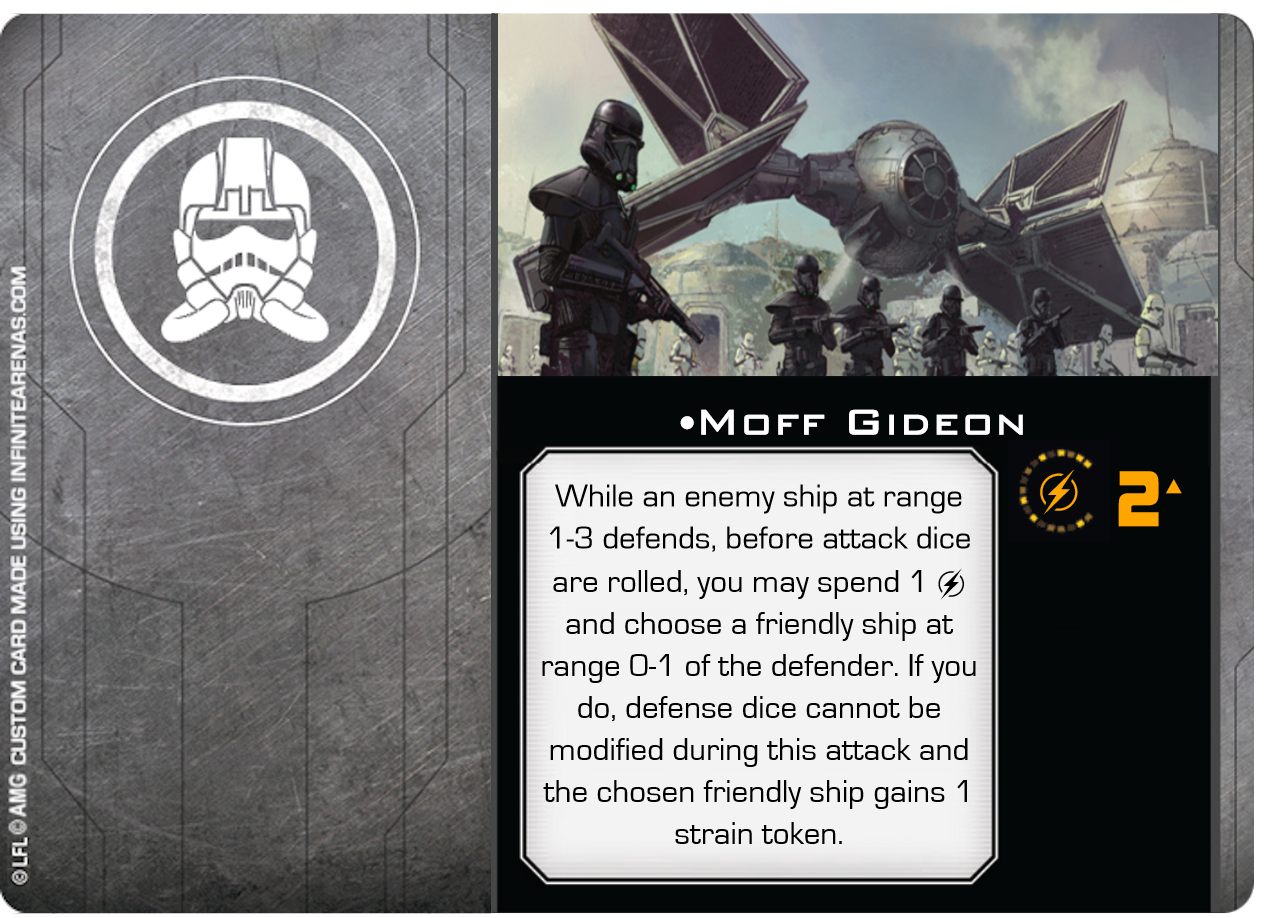 •Moff Gideon
While an enemy ship at range
1-3 defends, before attack dice
are rolled, you may spend 1
and choose a friendly ship at
range 0-1 of the defender. If you
do, defense dice cannot be
modified during this attack and
the chosen friendly ship gains 1
strain token.
2
© LFL © AMG CUSTOM CARD MADE USING INFINITEARENAS.COM